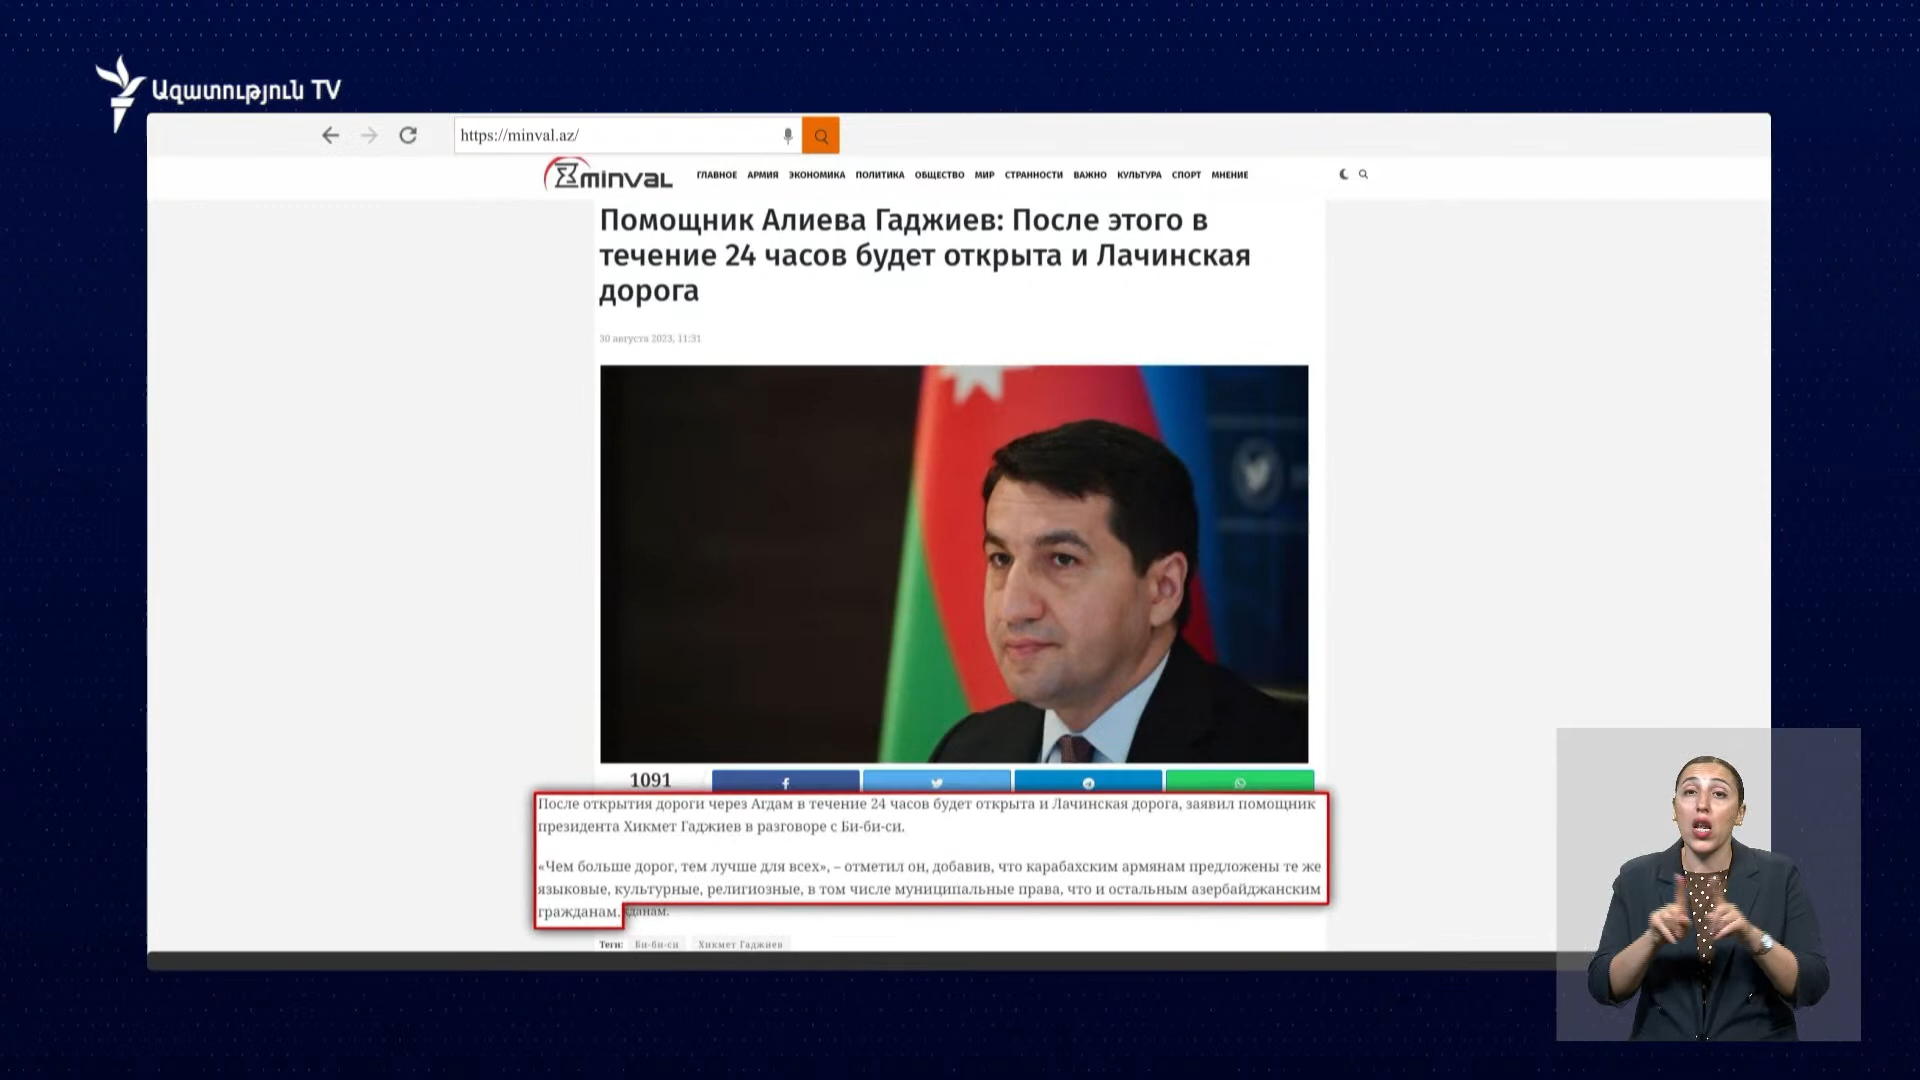 Ազատություն TV
https://minval.az/
minval
ГЛАВНОЕ АРМИЯ ЭКОНОМИКА ПОЛИТИКА ОБЩЕСТВО МИР СТРАННОСТИ ВАЖНО КУЛЬТУРА СПОРТ МНЕНИЕ
Помощник Алиева Гаджиев: После этого в
течение 24 часов будет открыта и Лачинская
дорога
30 августа 2023, 11:31
1091
После открытия дороги через Агдам в течение 24 часов будет открыта и Лачинская дорога, заявил помощник
президента Хикмет Гаджиев в разговоре с Би-би-си.
«Чем больше дорог, тем лучше для всех», – отметил он, добавив, что карабахским армянам предложены те же
языковые, культурные, религиозные, в том числе муниципальные права, что и остальным азербайджанским
гражданам.
Теги: Би-би-си Хикмет Гаджиев